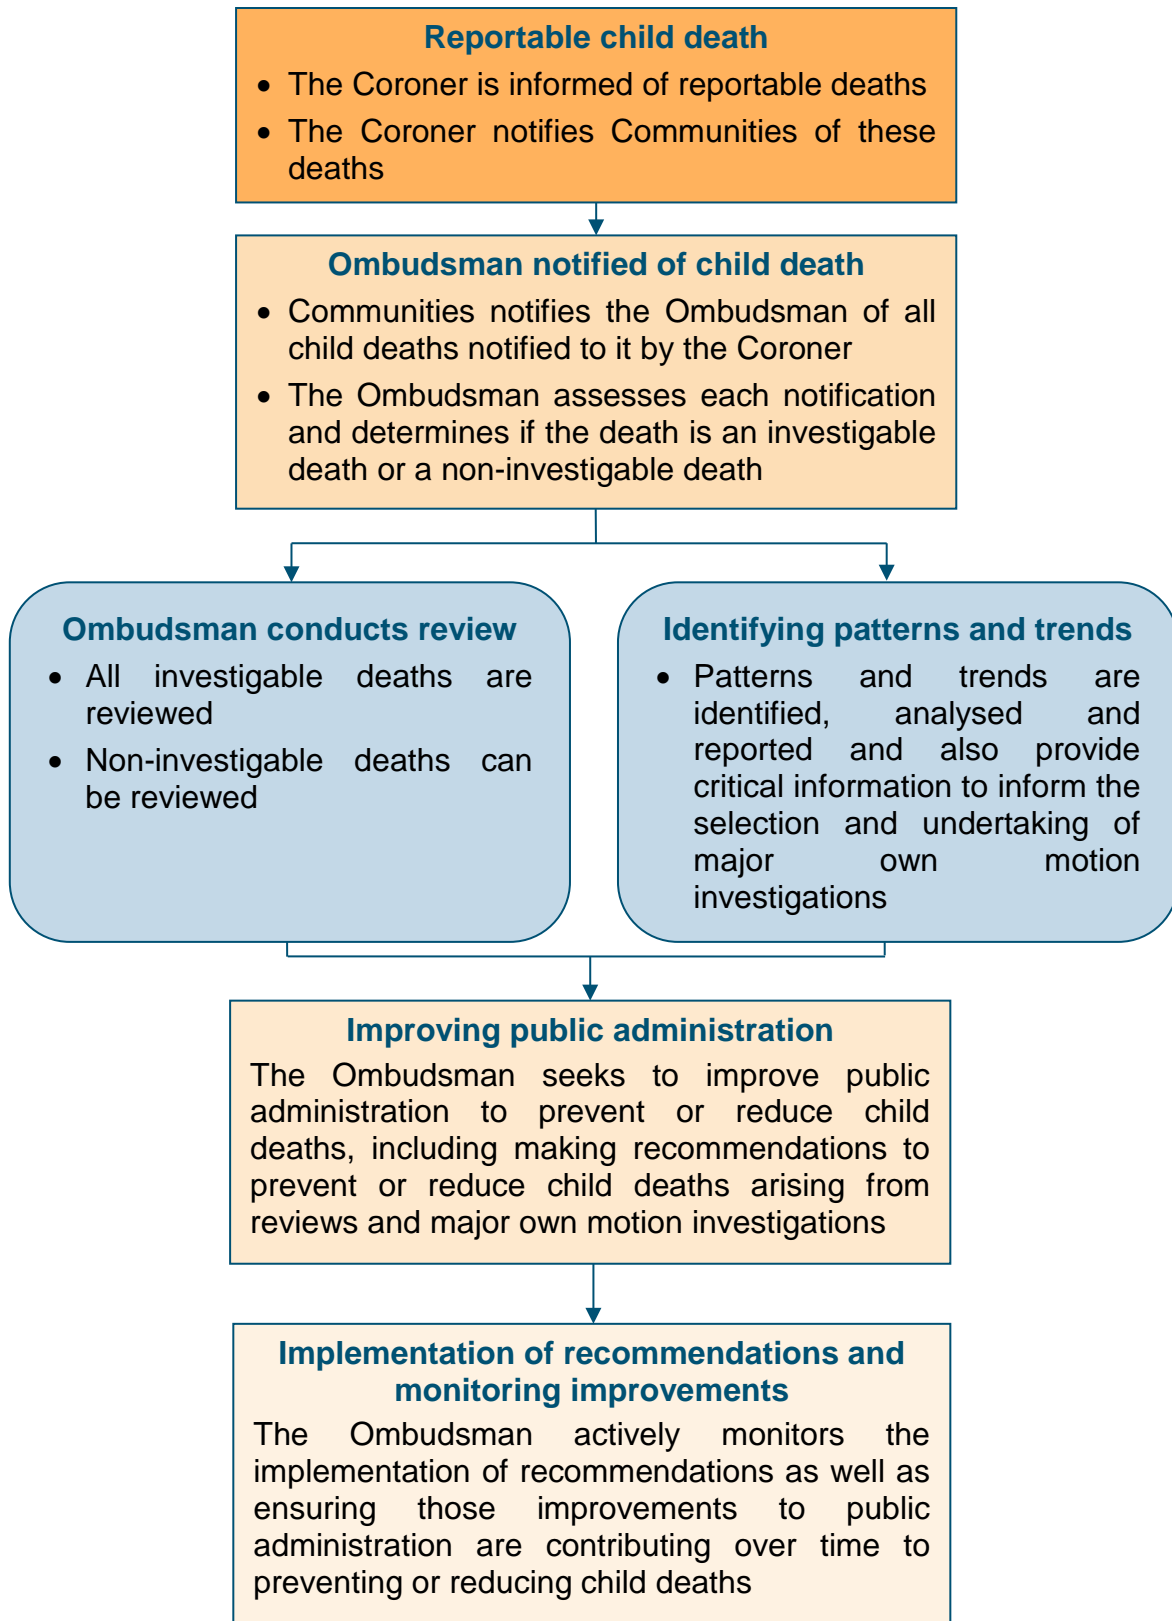 Reportable child death
• The Coroner is informed of reportable deaths
• The Coroner notifies Communities of these
deaths
Ombudsman notified of child death
• Communities notifies the Ombudsman of all
child deaths notified to it by the Coroner
• The Ombudsman assesses each notification
and determines if the death is an investigable
death or a non-investigable death
Ombudsman conducts review
• All investigable deaths are
reviewed
• Non-investigable deaths can
be reviewed
Identifying patterns and trends
• Patterns and trends are
identified, analysed and
reported and also provide
critical information to inform the
selection and undertaking of
major own motion
investigations
Improving public administration
The Ombudsman seeks to improve public
administration to prevent or reduce child
deaths, including making recommendations to
prevent or reduce child deaths arising from
reviews and major own motion investigations
Implementation of recommendations and
monitoring improvements
The Ombudsman actively monitors the
implementation of recommendations as well as
ensuring those improvements to public
administration are contributing over time to
preventing or reducing child deaths